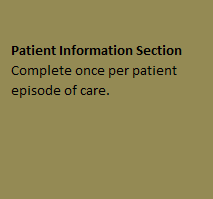 Patient Information Section
Complete once per patient
episode of care.